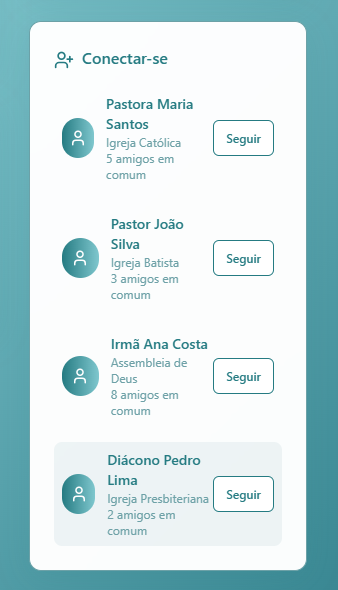 Conectar-se
Pastora Maria
Santos
Igreja Católica
5 amigos em
comum
Seguir
Pastor João
Silva
Igreja Batista
3 amigos em
comum
Seguir
Irmã Ana Costa
Assembleia de
Deus
8 amigos em
comum
Seguir
Diácono Pedro
Lima
Igreja Presbiteriana
2 amigos em
comum
Seguir